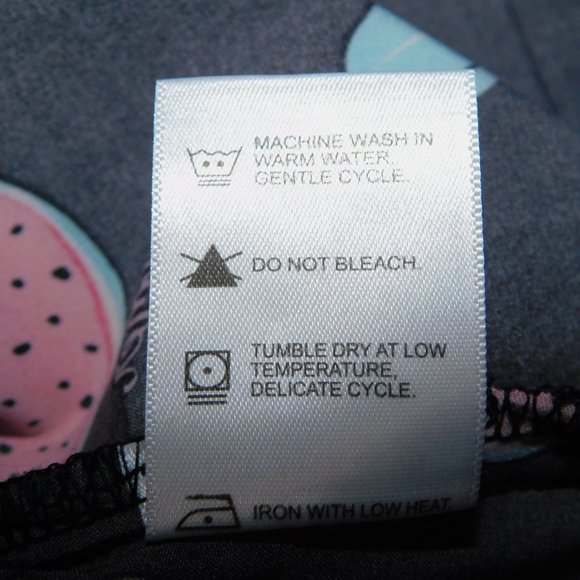 MACHINE WASH IN
WARM WATER.
GENTLE CYCLE.
DO NOT BLEACH.
TUMBLE DRY AT LOW
TEMPERATURE,
DELICATE CYCLE.
IRON WITH LOW HEAT